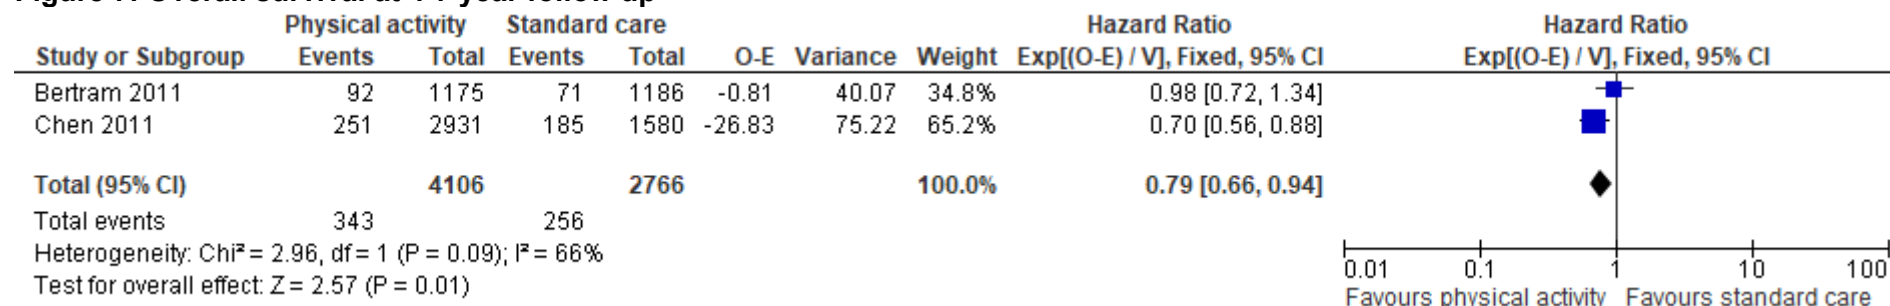 Physical activity Standard care Hazard Ratio Hazard Ratio
Study or Subgroup Events Total Events Total O-E Variance Weight Exp[(O-E) / V], Fixed, 95% CI Exp[(O-E) / V], Fixed, 95% CI
Bertram 2011 92 1175 71 1186 -0.81 40.07 34.8% 0.98 [0.72, 1.34]
Chen 2011 251 2931 185 1580 -26.83 75.22 65.2% 0.70 [0.56, 0.88]
Total (95% CI) 4106 2766 100.0% 0.79 [0.66, 0.94]
Total events 343 256
Heterogeneity: Chi² = 2.96, df = 1 (P = 0.09); I² = 66%
Test for overall effect: Z = 2.57 (P = 0.01)
0.01 0.1 1 10 100
Favours physical activity Favours standard care